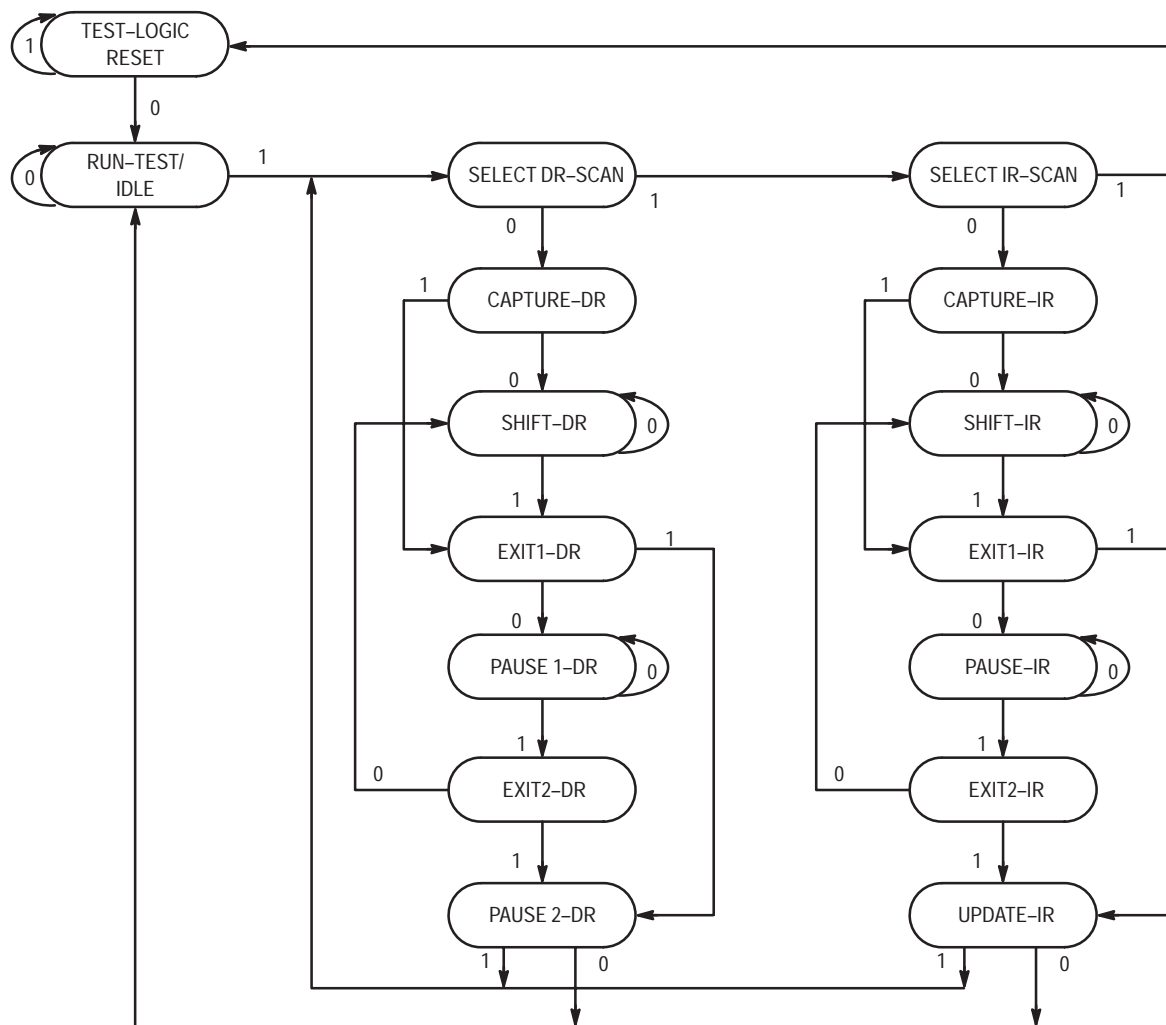 TEST–LOGIC
RESET
1
0
RUN–TEST/
IDLE
0
1
SELECT DR–SCAN
1
SELECT IR–SCAN
1
0
0
1
CAPTURE–DR
1
CAPTURE–IR
0
0
SHIFT–DR
0
SHIFT–IR
0
1
1
EXIT1–DR
1
EXIT1–IR
1
0
0
PAUSE 1–DR
0
PAUSE–IR
0
1
1
0
EXIT2–DR
0
EXIT2–IR
1
1
PAUSE 2–DR
UPDATE–IR
1
0
1
0